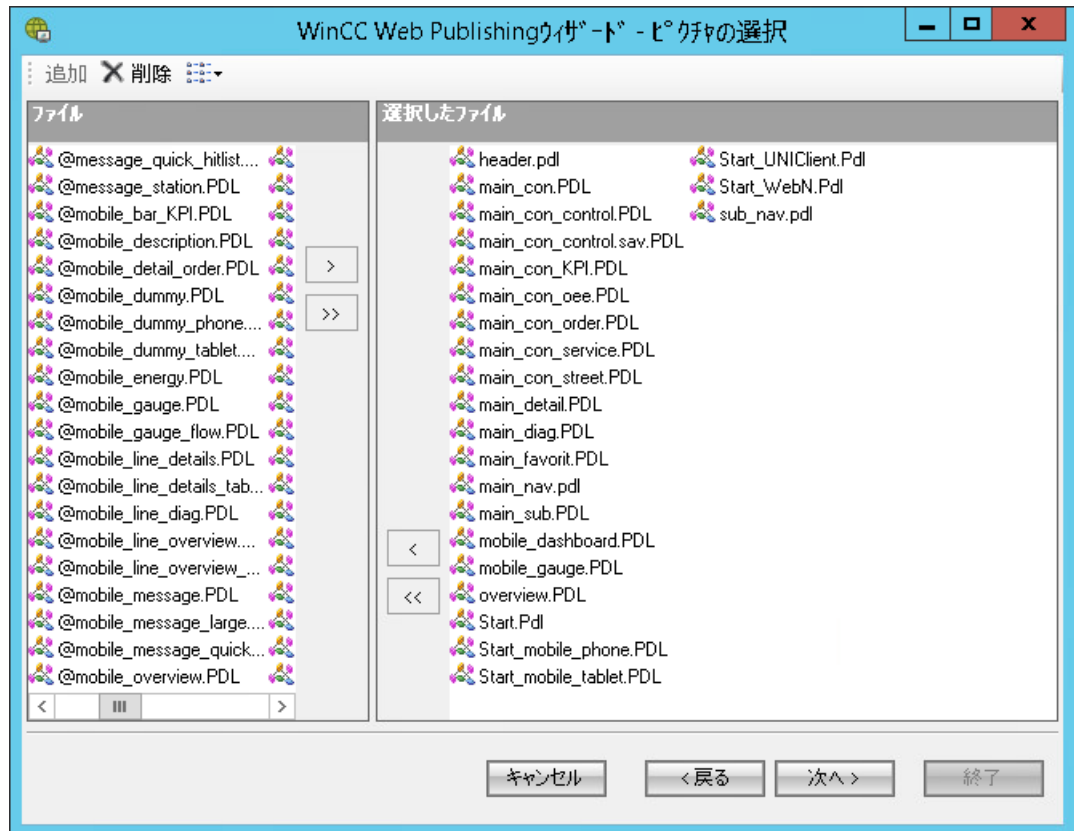 WinCC Web Publishingウィザード - ピクチャの選択
追加 削除
ファイル
@message_quick_hitlist....
@message_station.PDL
@mobile_bar_KPI.PDL
@mobile_description.PDL
@mobile_detail_order.PDL
@mobile_dummy.PDL
@mobile_dummy_phone....
@mobile_dummy_tablet....
@mobile_energy.PDL
@mobile_gauge.PDL
@mobile_gauge_flow.PDL
@mobile_line_details.PDL
@mobile_line_details_tab...
@mobile_line_diag.PDL
@mobile_line_overview....
@mobile_line_overview_...
@mobile_message.PDL
@mobile_message_large....
@mobile_message_quick...
@mobile_overview.PDL
>
>>
<
<<
選択したファイル
header.pdl
main_con.PDL
main_con_control.PDL
main_con_control.sav.PDL
main_con_KPI.PDL
main_con_oee.PDL
main_con_order.PDL
main_con_service.PDL
main_con_street.PDL
main_detail.PDL
main_diag.PDL
main_favorit.PDL
main_nav.pdl
main_sub.PDL
mobile_dashboard.PDL
mobile_gauge.PDL
overview.PDL
Start.Pdl
Start_mobile_phone.PDL
Start_mobile_tablet.PDL
Start_UNIClient.Pdl
Start_WebN.Pdl
sub_nav.pdl
キャンセル <戻る 次へ> 終了